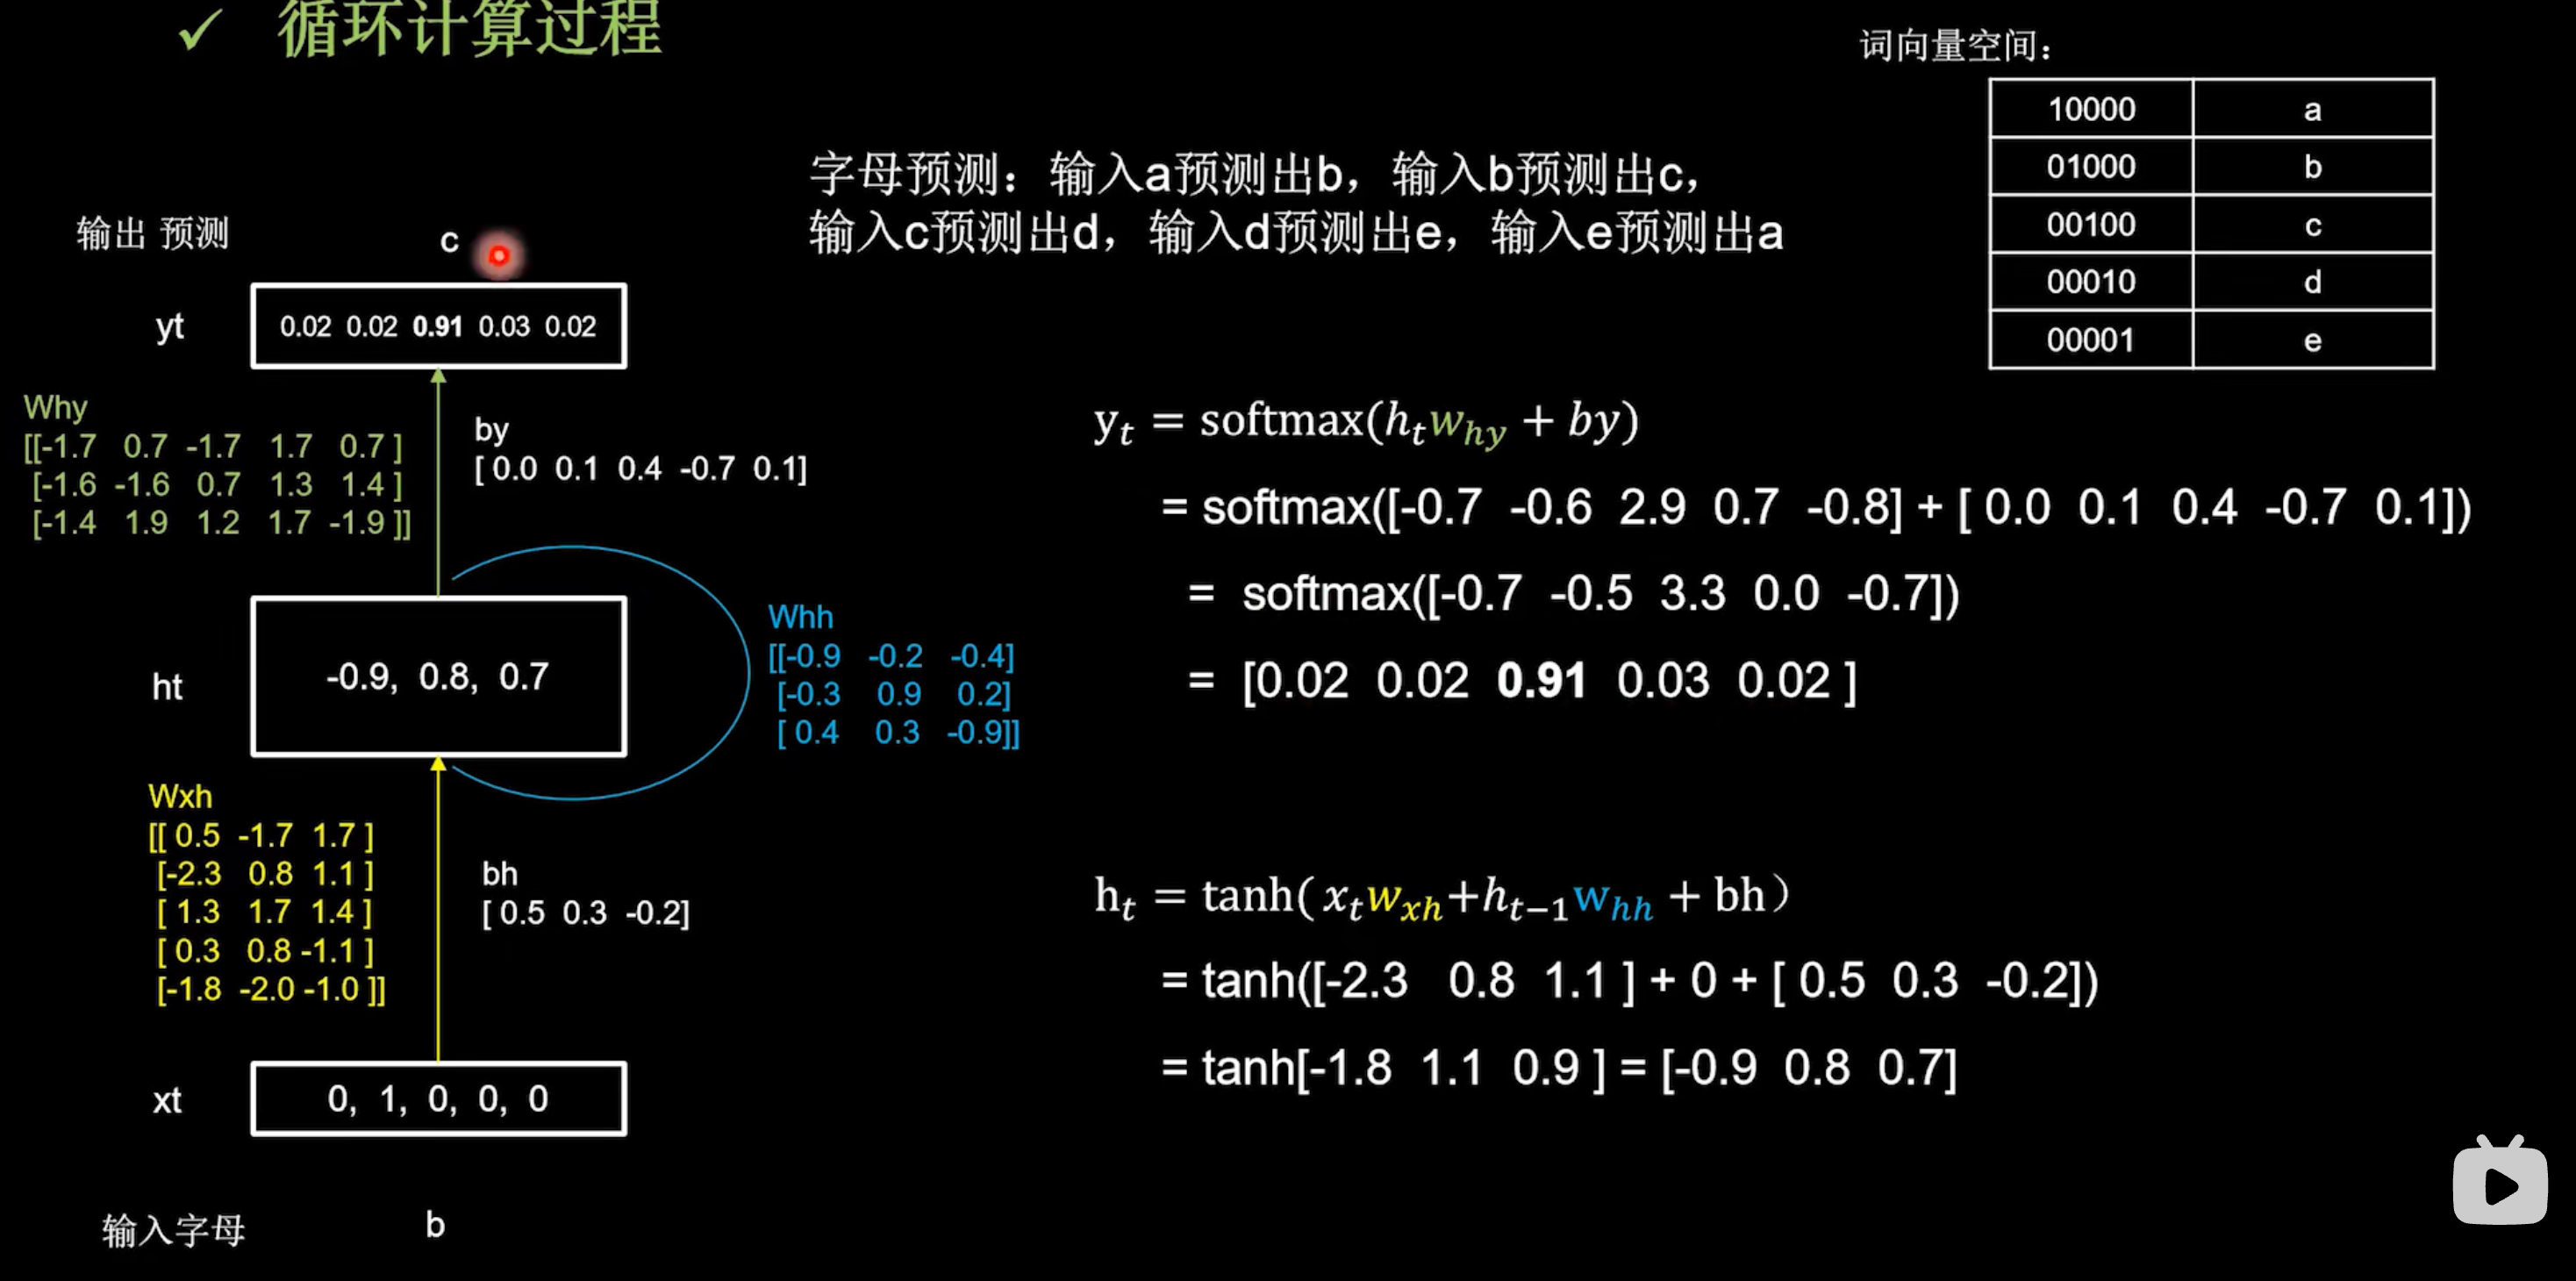 ✓ 循环计算过程
词向量空间:
10000 a
01000 b
00100 c
00010 d
00001 e
字母预测：输入a预测出b，输入b预测出c，
输入c预测出d，输入d预测出e，输入e预测出a
输出 预测 c
yt 0.02 0.02 0.91 0.03 0.02
Why
[[-1.7 0.7 -1.7 1.7 0.7 ]
[-1.6 -1.6 0.7 1.3 1.4 ]
[-1.4 1.9 1.2 1.7 -1.9 ]]
by
[ 0.0 0.1 0.4 -0.7 0.1]
ht -0.9, 0.8, 0.7
Whh
[[-0.9 -0.2 -0.4]
[-0.3 0.9 0.2]
[ 0.4 0.3 -0.9]]
Wxh
[[ 0.5 -1.7 1.7 ]
[-2.3 0.8 1.1 ]
[ 1.3 1.7 1.4 ]
[ 0.3 0.8 -1.1 ]
[-1.8 -2.0 -1.0 ]]
bh
[ 0.5 0.3 -0.2]
xt 0, 1, 0, 0, 0
输入字母 b
y_t = softmax(h_t w_hy + by)
= softmax([-0.7 -0.6 2.9 0.7 -0.8] + [ 0.0 0.1 0.4 -0.7 0.1])
= softmax([-0.7 -0.5 3.3 0.0 -0.7])
= [0.02 0.02 0.91 0.03 0.02 ]
h_t = tanh( x_t w_xh+h_t−1 w_hh + bh）
= tanh([-2.3 0.8 1.1 ] + 0 + [ 0.5 0.3 -0.2])
= tanh[-1.8 1.1 0.9 ] = [-0.9 0.8 0.7]